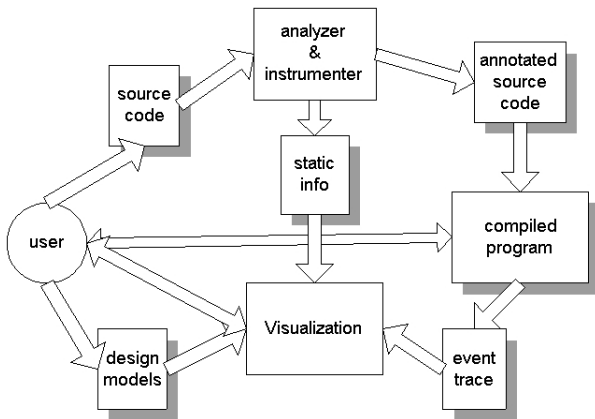 analyzer
&
instrumenter
source
code
annotated
source
code
static
info
user
compiled
program
Visualization
design
models
event
trace